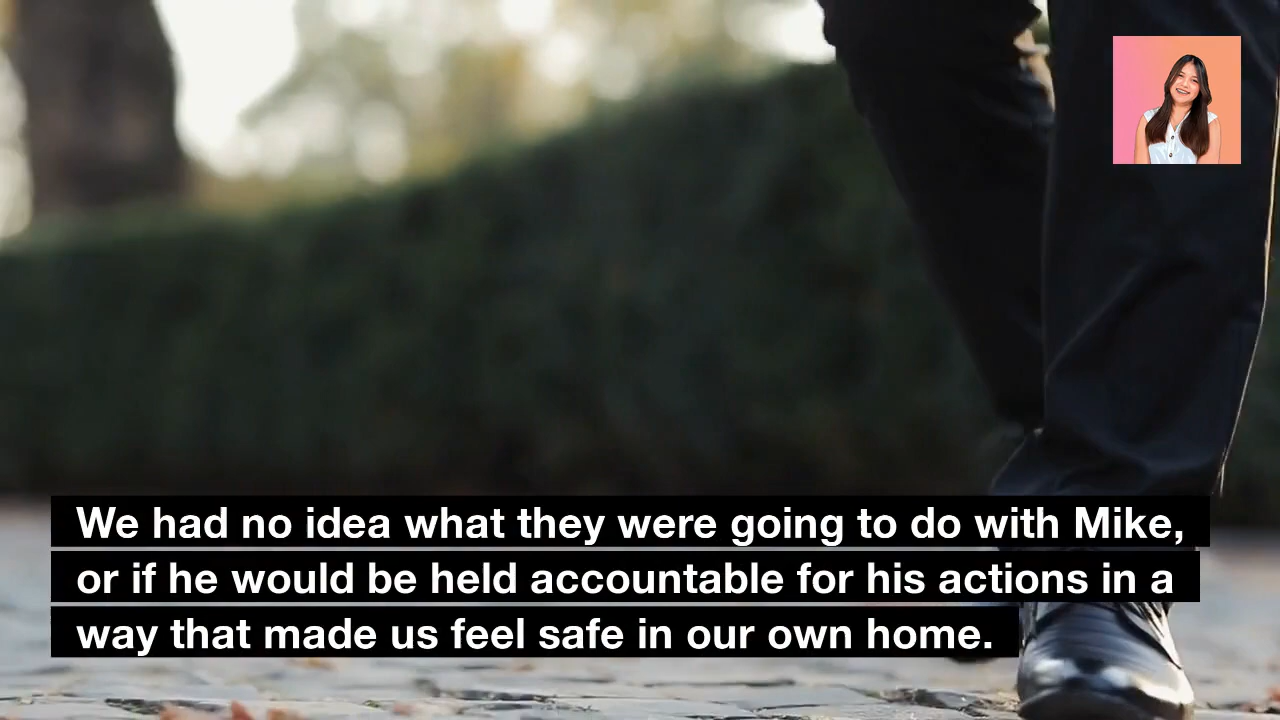 We had no idea what they were going to do with Mike,
or if he would be held accountable for his actions in a
way that made us feel safe in our own home.